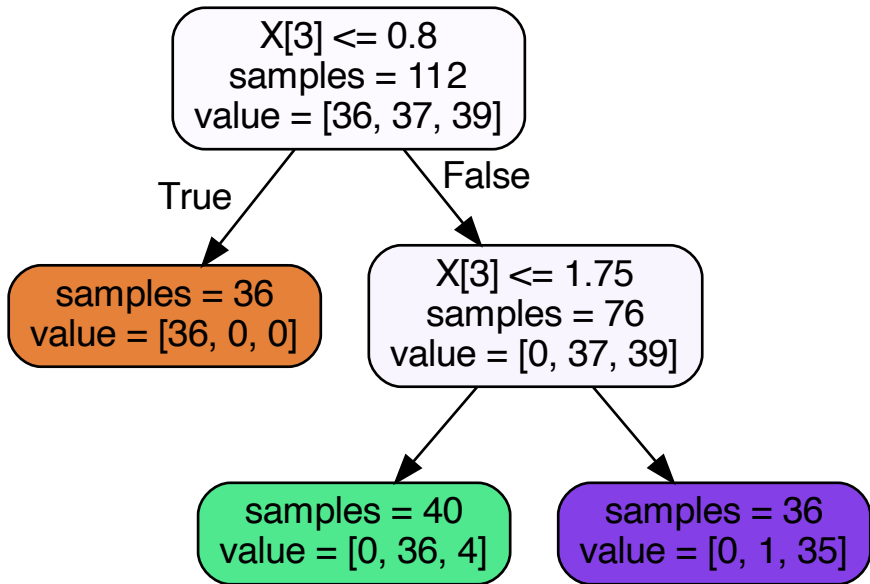 X[3] <= 0.8
samples = 112
value = [36, 37, 39]
True
False
samples = 36
value = [36, 0, 0]
X[3] <= 1.75
samples = 76
value = [0, 37, 39]
samples = 40
value = [0, 36, 4]
samples = 36
value = [0, 1, 35]